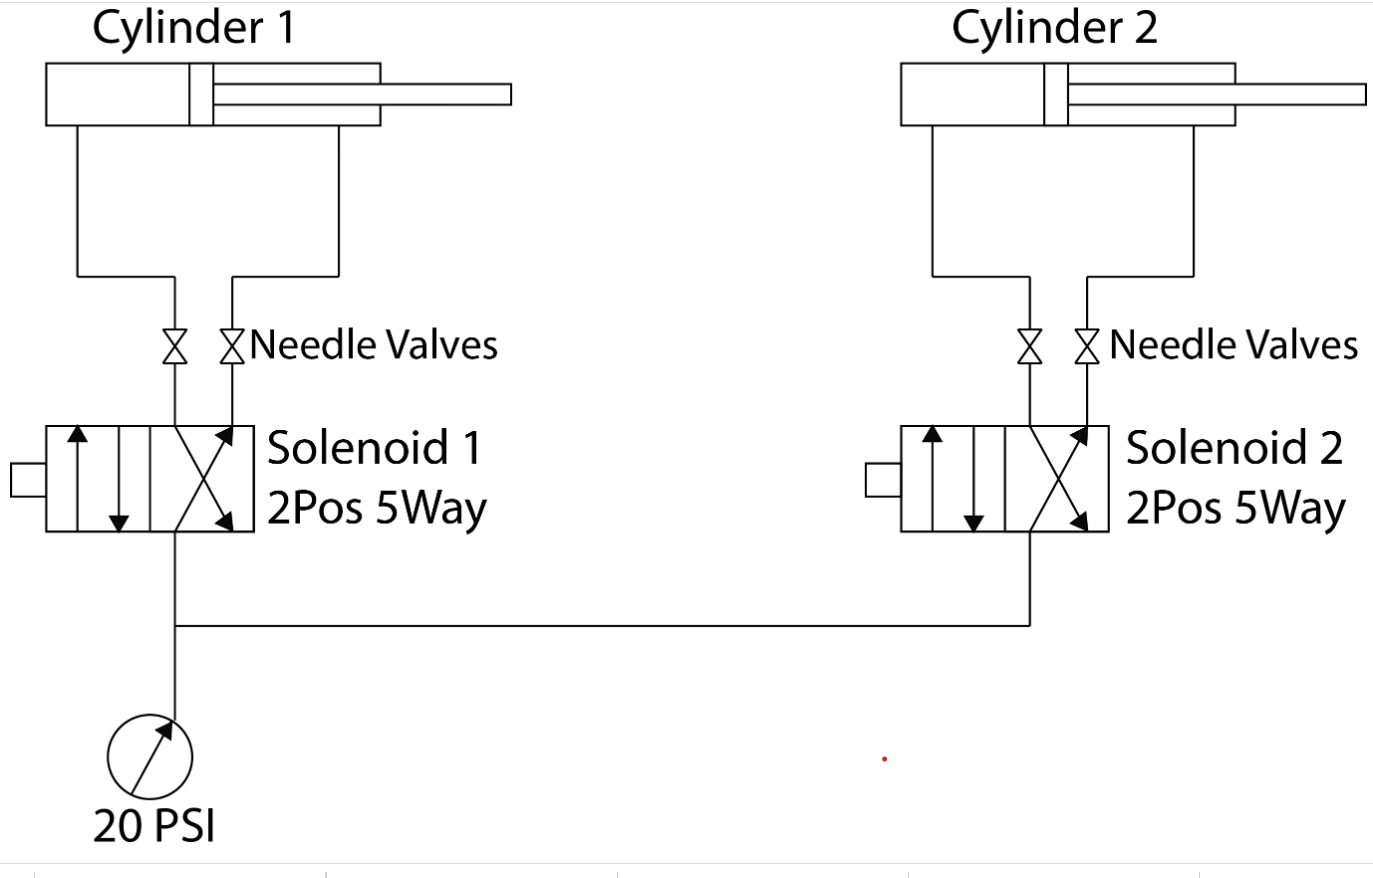 Cylinder 1
Cylinder 2
Needle Valves
Needle Valves
Solenoid 1
2Pos 5Way
Solenoid 2
2Pos 5Way
20 PSI